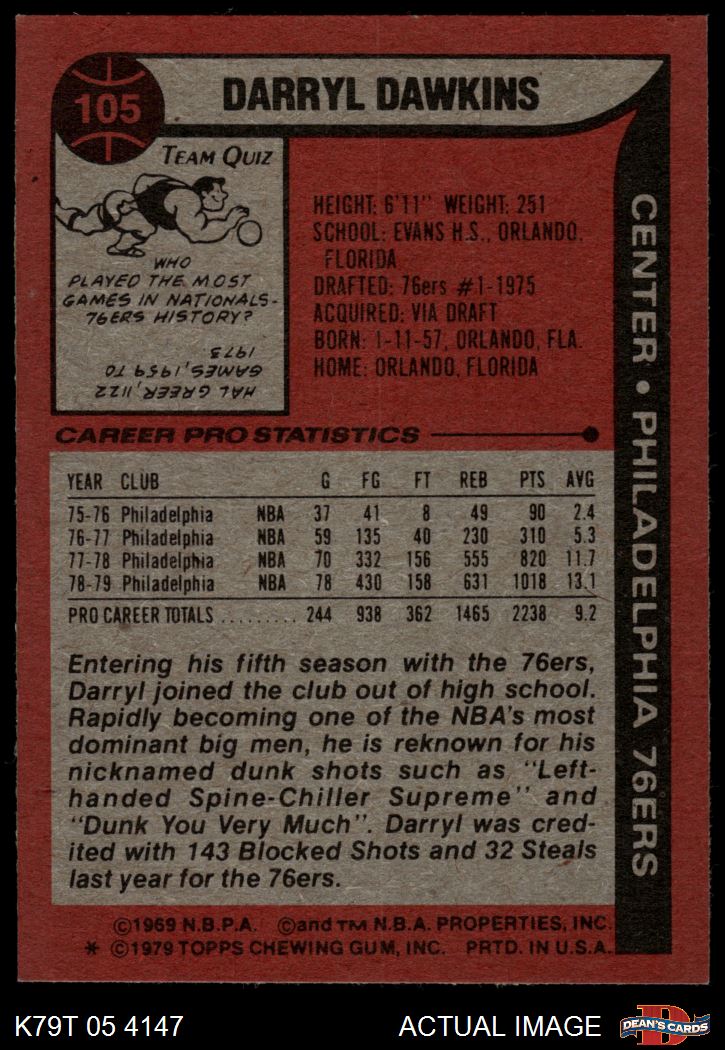 105
DARRYL DAWKINS
TEAM QUIZ
WHO
PLAYED THE MOST
GAMES IN NATIONALS-
76ERS HISTORY?
HAL GREER, 1122
GAMES, 1959 TO
1973
HEIGHT: 6'11" WEIGHT: 251
SCHOOL: EVANS H.S., ORLANDO,
FLORIDA
DRAFTED: 76ers #1-1975
ACQUIRED: VIA DRAFT
BORN: 1-11-57, ORLANDO, FLA.
HOME: ORLANDO, FLORIDA
CENTER • PHILADELPHIA 76ERS
CAREER PRO STATISTICS
YEAR CLUB G FG FT REB PTS AVG
75-76 Philadelphia NBA 37 41 8 49 90 2.4
76-77 Philadelphia NBA 59 135 40 230 310 5.3
77-78 Philadelphia NBA 70 332 156 555 820 11.7
78-79 Philadelphia NBA 78 430 158 631 1018 13.1
PRO CAREER TOTALS ......... 244 938 362 1465 2238 9.2
Entering his fifth season with the 76ers,
Darryl joined the club out of high school.
Rapidly becoming one of the NBA's most
dominant big men, he is reknown for his
nicknamed dunk shots such as "Left-
handed Spine-Chiller Supreme" and
"Dunk You Very Much". Darryl was cred-
ited with 143 Blocked Shots and 32 Steals
last year for the 76ers.
©1969 N.B.P.A. ©and TM N.B.A. PROPERTIES, INC.
* ©1979 TOPPS CHEWING GUM, INC. PRTD. IN U.S.A.
K79T 05 4147
ACTUAL IMAGE
D
DEAN'S CARDS